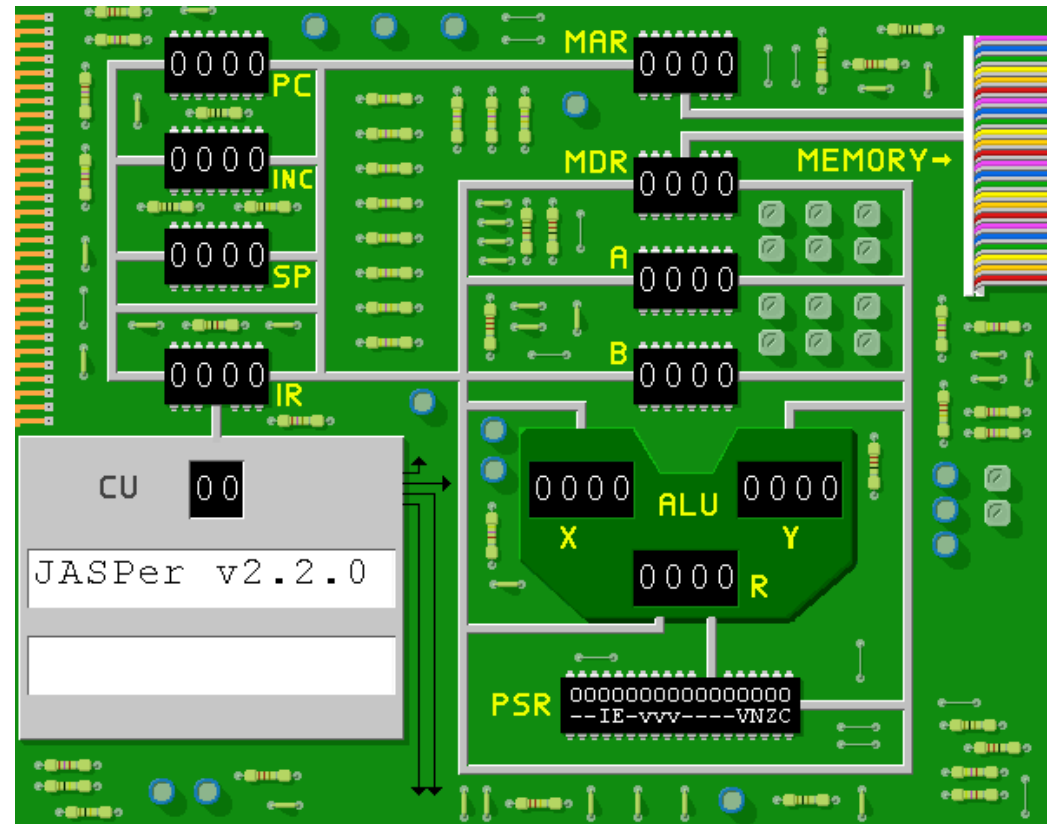 MAR
0000
0000
PC
0000
INC
MDR
0000
MEMORY→
0000
SP
A
0000
0000
IR
B
0000
CU
00
0000
X
ALU
0000
Y
JASPer v2.2.0
0000
R
PSR
0000000000000000
--IE-vvv----VNZC